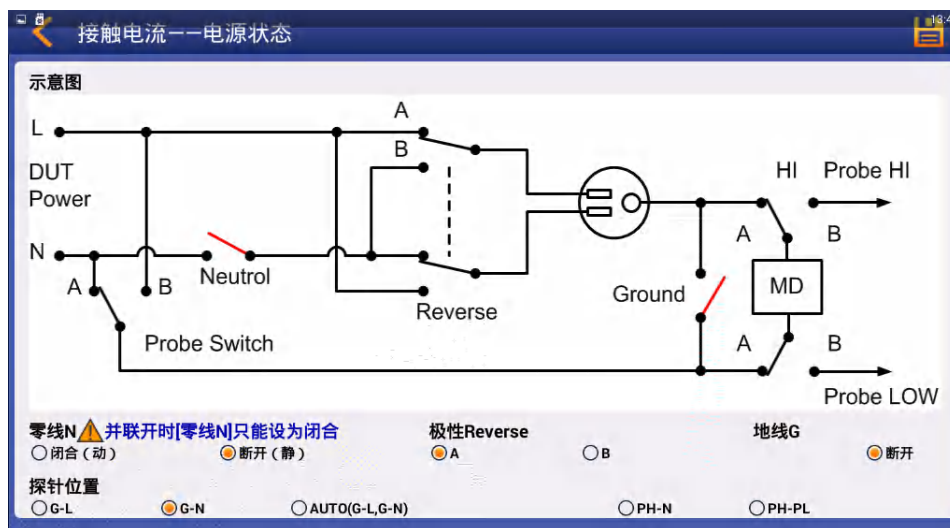 接触电流——电源状态
示意图
L
A
B
DUT
Power
HI Probe HI
N
Neutrol
A B
A B
Ground
MD
Reverse
Probe Switch
A B
Probe LOW
零线N 并联开时[零线N]只能设为闭合 极性Reverse 地线G
闭合（动） 断开（静） A B 断开
探针位置
G-L G-N AUTO(G-L,G-N) PH-N PH-PL